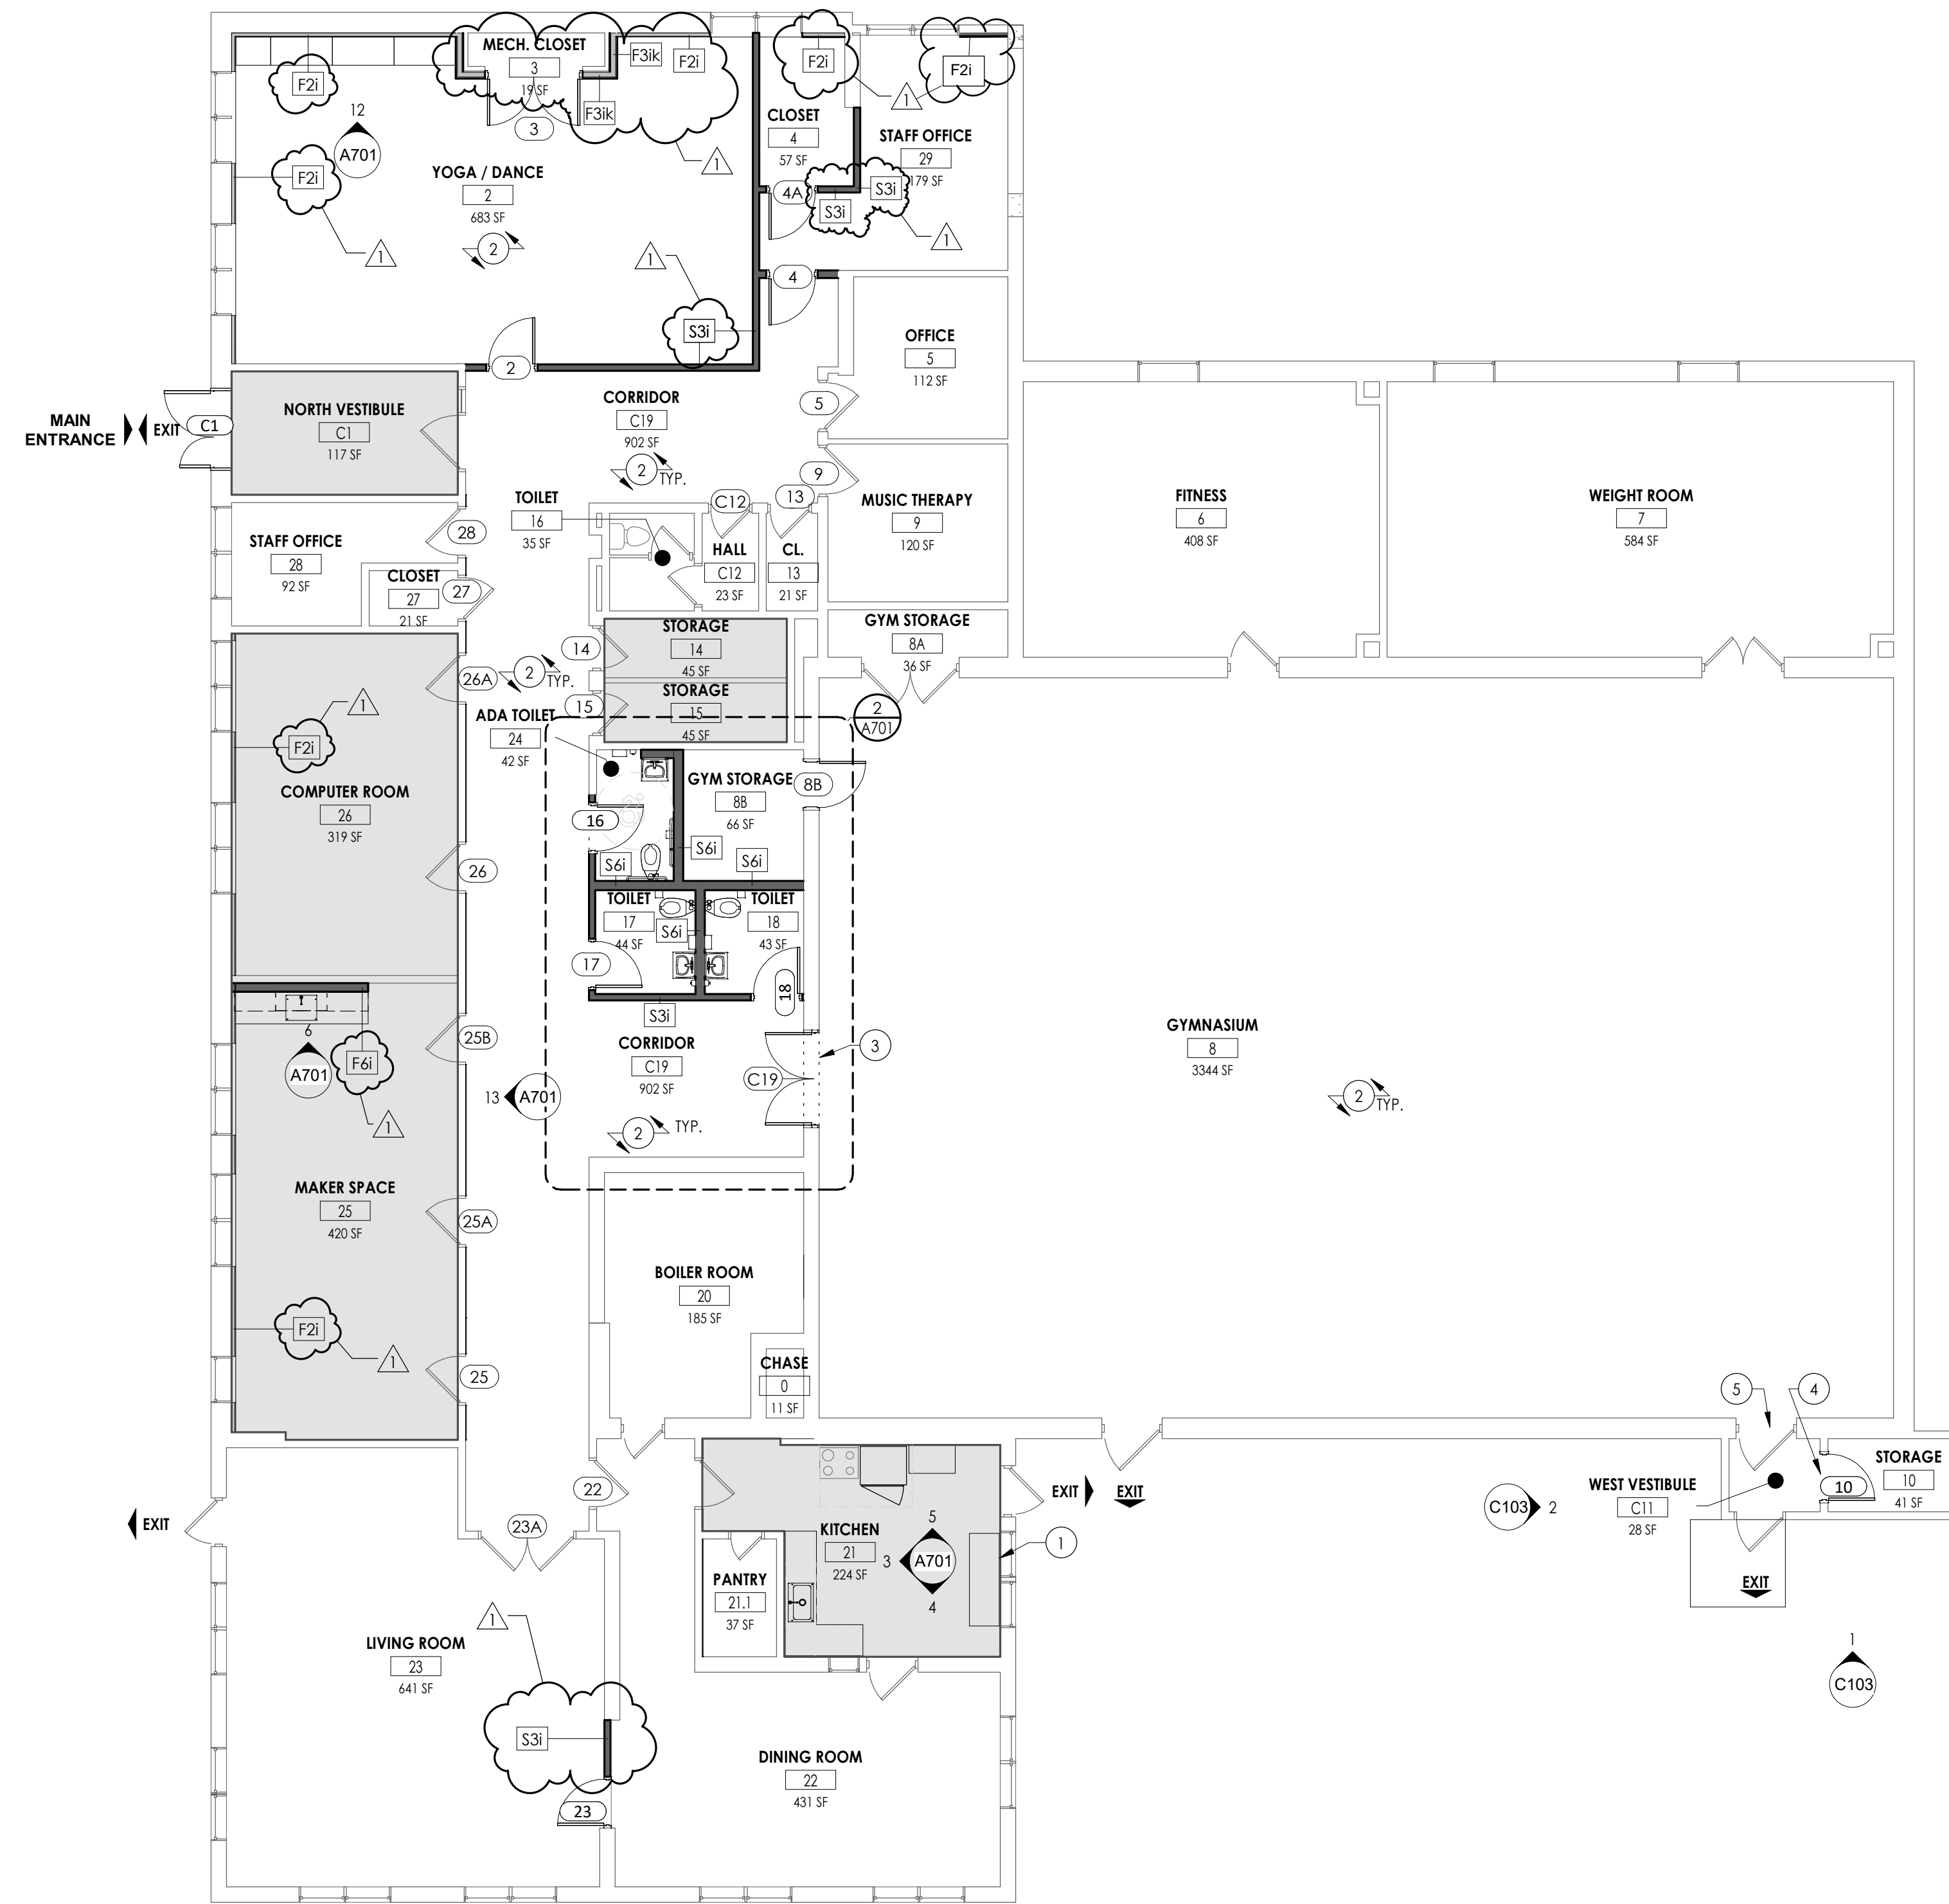 MECH. CLOSET
3
19 SF
F3ik
F2i
F2i
F2i
F2i
F3ik
3
1
1
12
A701
F2i
1
YOGA / DANCE
2
683 SF
2
CLOSET
4
57 SF
STAFF OFFICE
29
179 SF
4A
S3i
S3i
1
1
S3i
4
2
OFFICE
5
112 SF
5
MAIN
ENTRANCE
EXIT
C1
NORTH VESTIBULE
C1
117 SF
CORRIDOR
C19
902 SF
2
TYP.
9
MUSIC THERAPY
9
120 SF
FITNESS
6
408 SF
WEIGHT ROOM
7
584 SF
TOILET
16
35 SF
C12
13
HALL
C12
23 SF
CL.
13
21 SF
STAFF OFFICE
28
92 SF
28
CLOSET
27
21 SF
27
GYM STORAGE
8A
36 SF
STORAGE
14
45 SF
14
STORAGE
15
45 SF
15
26A
2
TYP.
2
A701
1
F2i
COMPUTER ROOM
26
319 SF
26
ADA TOILET
24
42 SF
GYM STORAGE
8B
66 SF
8B
16
S6i
S6i
S6i
TOILET
17
44 SF
S6i
TOILET
18
43 SF
17
18
S3i
CORRIDOR
C19
902 SF
C19
3
13
A701
2
TYP.
GYMNASIUM
8
3344 SF
2
TYP.
6
A701
F6i
1
25B
MAKER SPACE
25
420 SF
25A
F2i
1
25
BOILER ROOM
20
185 SF
CHASE
0
11 SF
5
4
STORAGE
10
41 SF
10
WEST VESTIBULE
C11
28 SF
C103
2
EXIT
EXIT
EXIT
EXIT
22
23A
KITCHEN
21
224 SF
5
3
A701
4
1
PANTRY
21.1
37 SF
1
C103
LIVING ROOM
23
641 SF
1
S3i
23
DINING ROOM
22
431 SF